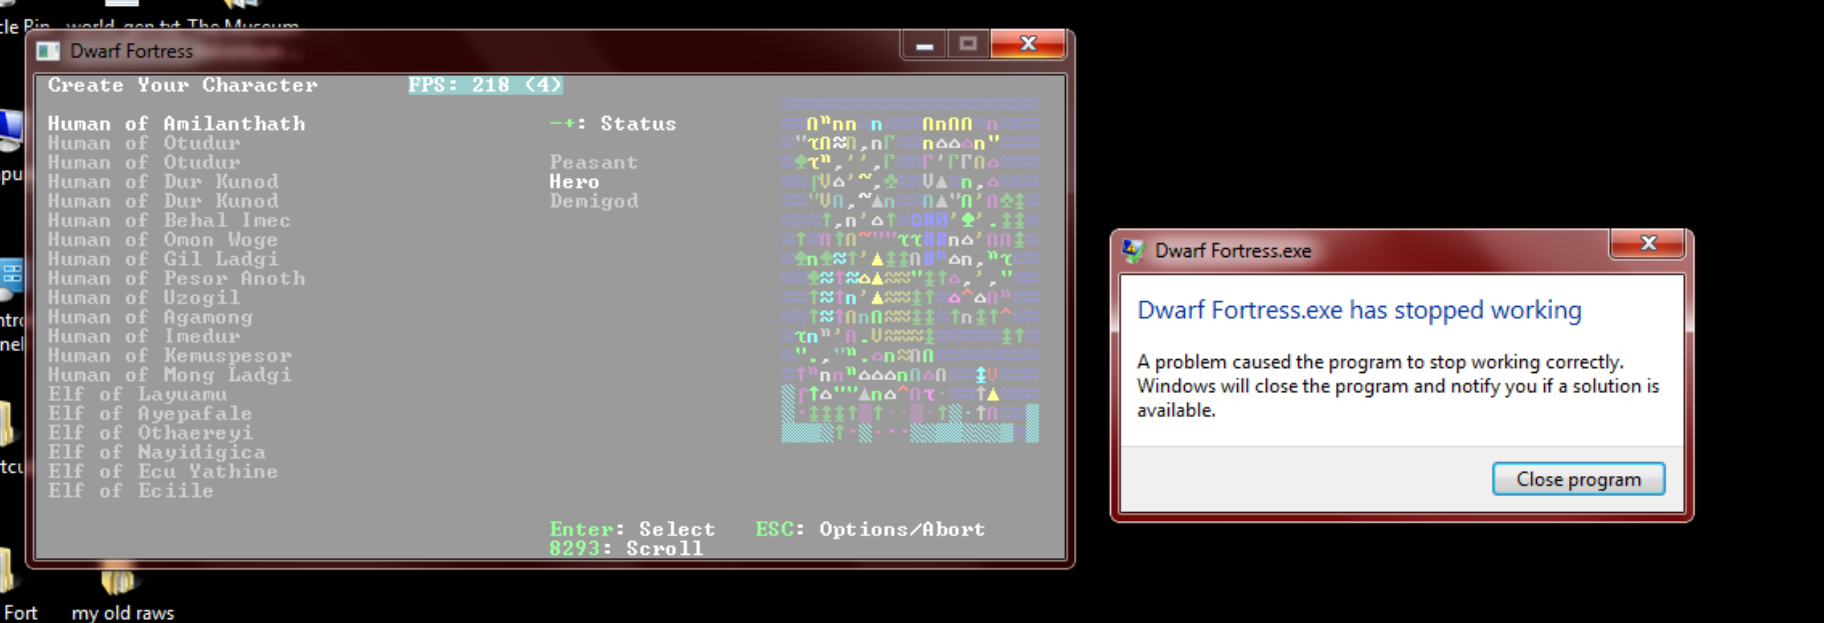 cle Bin world_gen.txt The Museum
Dwarf Fortress
Create Your Character FPS: 218 (4)
Human of Amilanthath -+: Status
Human of Otudur
Human of Otudur Peasant
Human of Dur Kunod Hero
Human of Dur Kunod Demigod
Human of Behal Imec
Human of Omon Woge
Human of Gil Ladgi
Human of Pesor Anoth
Human of Uzogil
Human of Agamong
Human of Imedur
Human of Kemuspesor
Human of Mong Ladgi
Elf of Layuamu
Elf of Ayepafale
Elf of Othaereyi
Elf of Nayidigica
Elf of Ecu Yathine
Elf of Eciile
Enter: Select ESC: Options/Abort
8293: Scroll
Dwarf Fortress.exe
Dwarf Fortress.exe has stopped working
A problem caused the program to stop working correctly.
Windows will close the program and notify you if a solution is
available.
Close program
Fort my old raws